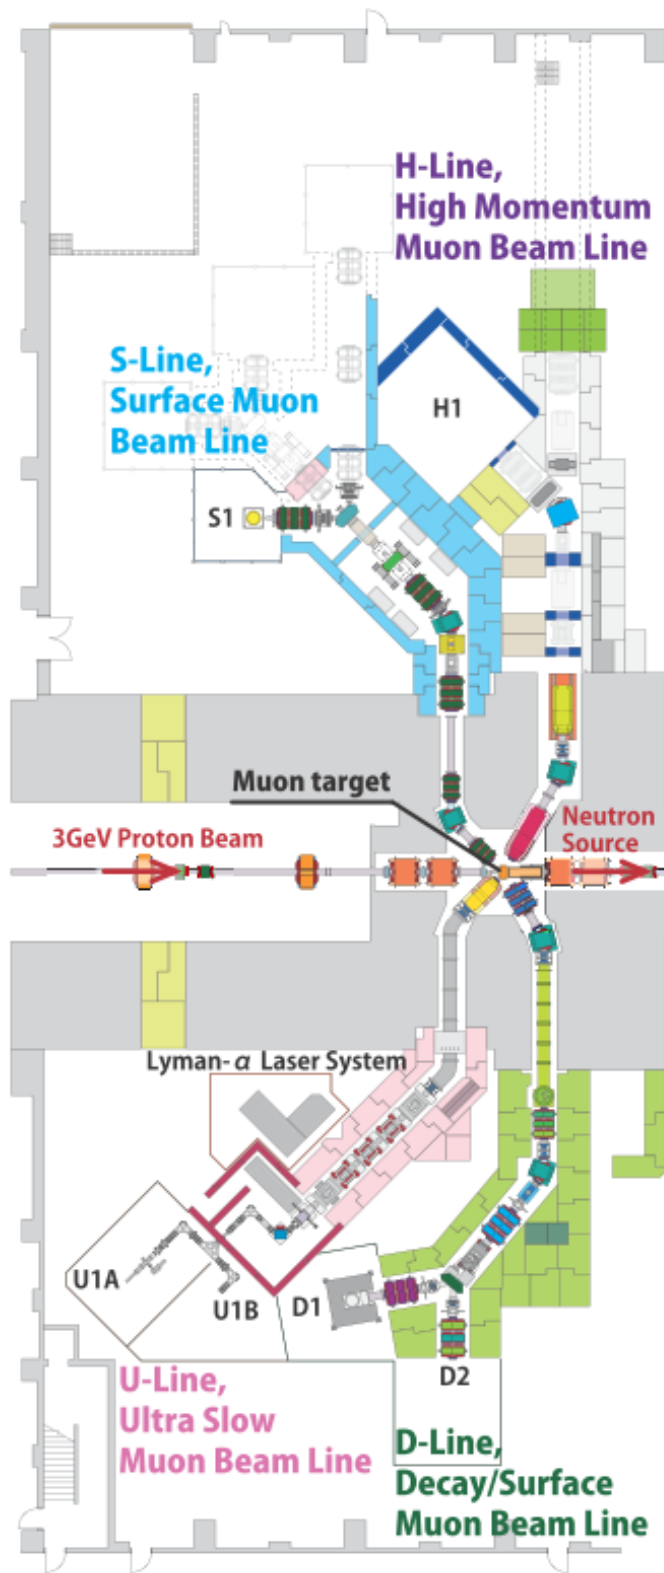 H-Line,
High Momentum
Muon Beam Line
S-Line,
Surface Muon
Beam Line
H1
S1
Muon target
3GeV Proton Beam
Neutron
Source
Lyman-α Laser System
U1A
U1B
D1
D2
U-Line,
Ultra Slow
Muon Beam Line
D-Line,
Decay/Surface
Muon Beam Line